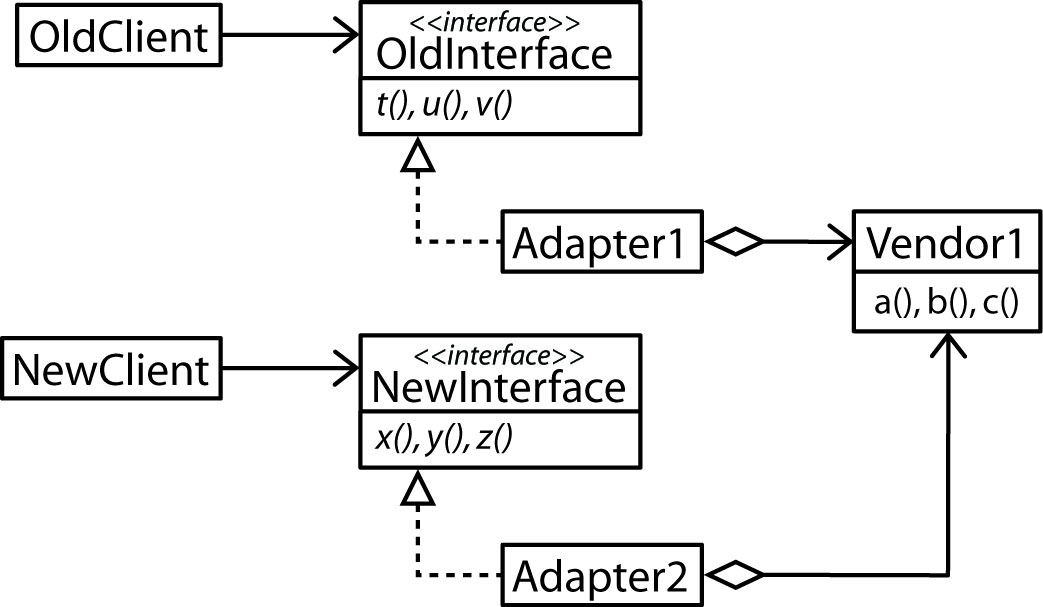 OldClient
<<interface>>
OldInterface
t(), u(), v()
Adapter1
Vendor1
a(), b(), c()
NewClient
<<interface>>
NewInterface
x(), y(), z()
Adapter2